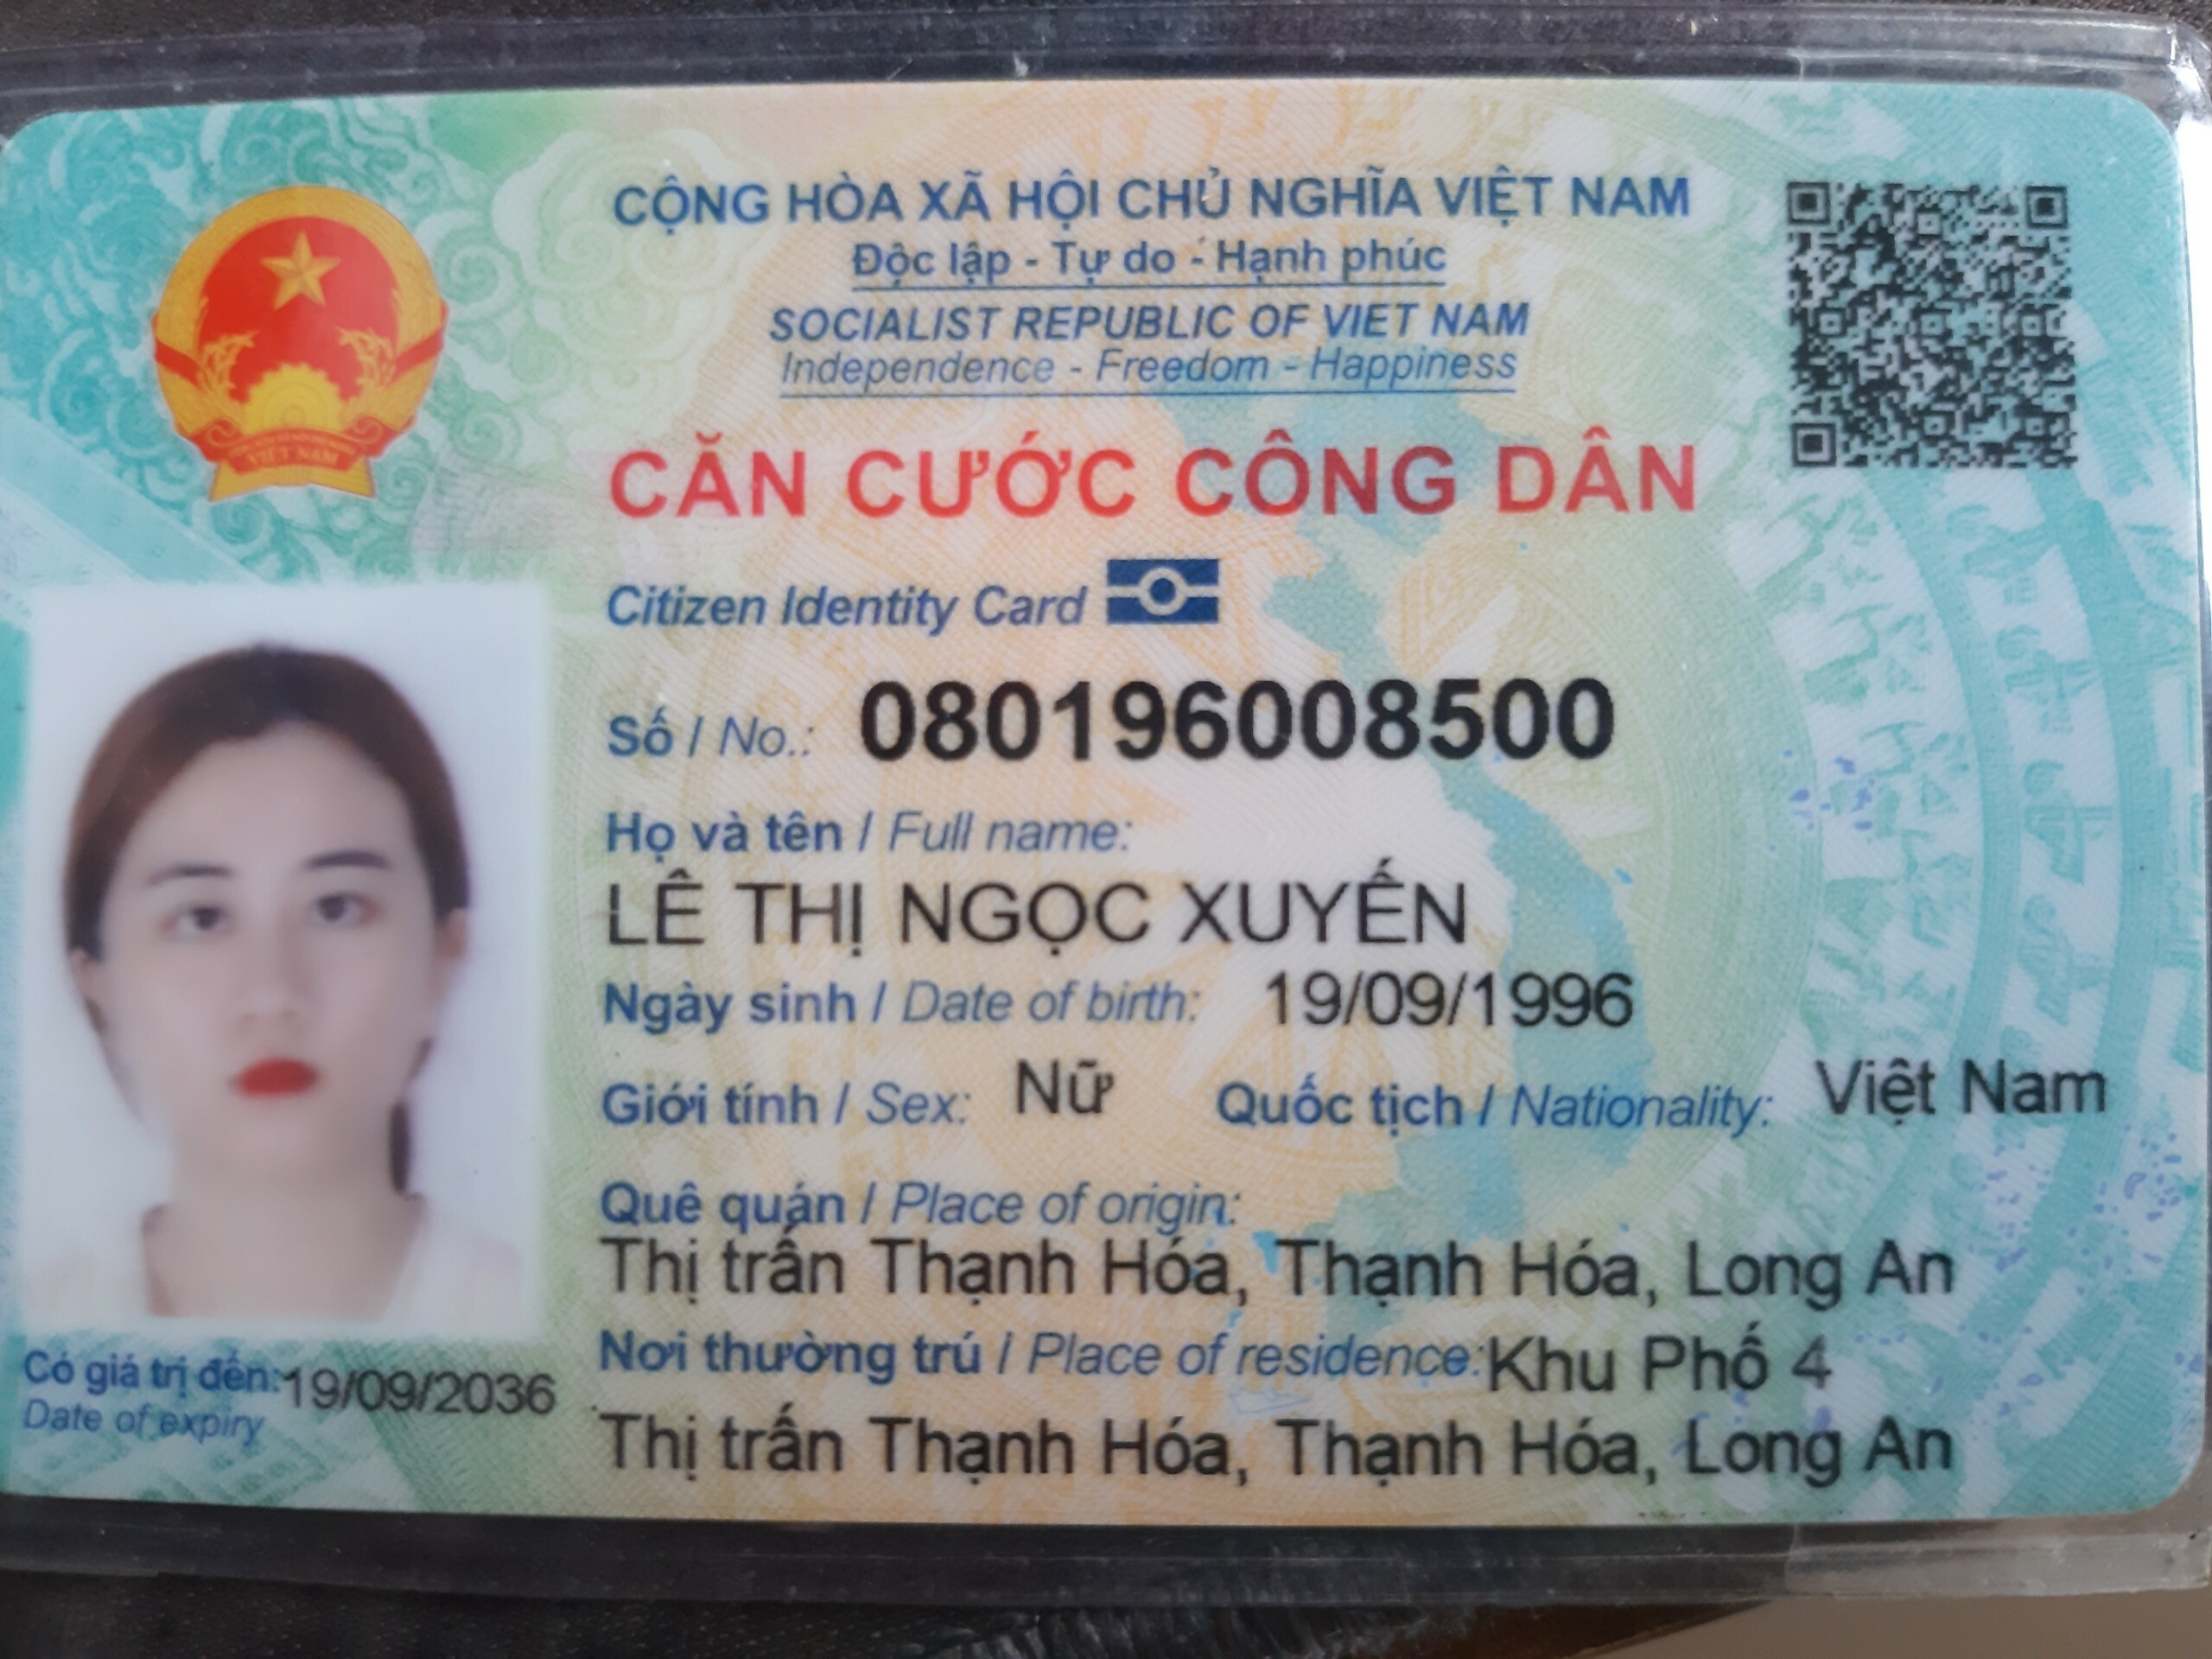 CỘNG HÒA XÃ HỘI CHỦ NGHĨA VIỆT NAM
Độc lập - Tự do - Hạnh phúc
SOCIALIST REPUBLIC OF VIET NAM
Independence - Freedom - Happiness
VIỆT NAM
CĂN CƯỚC CÔNG DÂN
Citizen Identity Card
Số / No.: 080196008500
Họ và tên / Full name:
LÊ THỊ NGỌC XUYẾN
Ngày sinh / Date of birth: 19/09/1996
Giới tính / Sex: Nữ Quốc tịch / Nationality: Việt Nam
Quê quán / Place of origin:
Thị trấn Thạnh Hóa, Thạnh Hóa, Long An
Nơi thường trú / Place of residence: Khu Phố 4
Thị trấn Thạnh Hóa, Thạnh Hóa, Long An
Có giá trị đến: 19/09/2036
Date of expiry